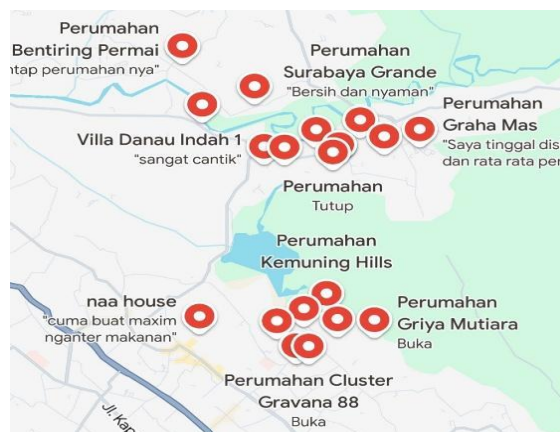 Perumahan
Bentiring Permai
ntap perumahan nya"
Perumahan
Surabaya Grande
"Bersih dan nyaman"
Perumahan
Graha Mas
"Saya tinggal dis
dan rata rata per
Villa Danau Indah 1
"sangat cantik"
Perumahan
Tutup
Perumahan
Kemuning Hills
naa house
"cuma buat maxim
nganter makanan"
Perumahan
Griya Mutiara
Buka
Perumahan Cluster
Gravana 88
Buka
Jl. Kap